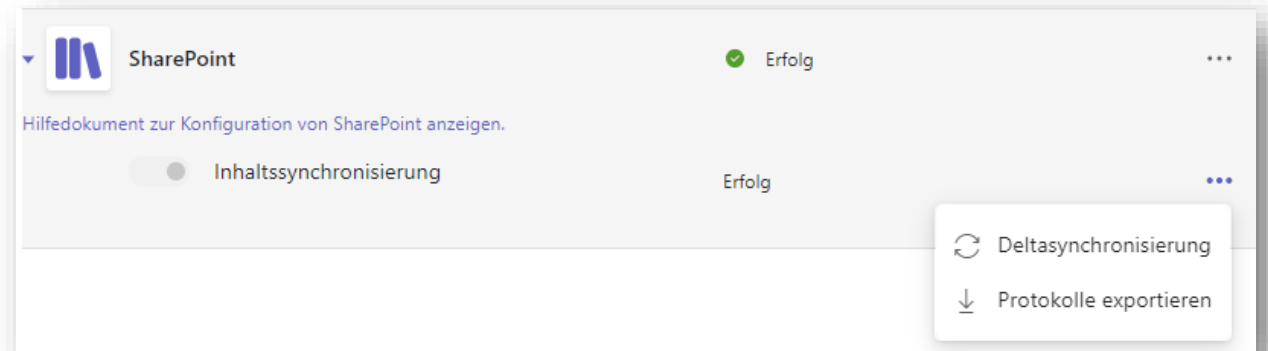 SharePoint
Erfolg
Hilfedokument zur Konfiguration von SharePoint anzeigen.
Inhaltssynchronisierung
Erfolg
Deltasynchronisierung
Protokolle exportieren